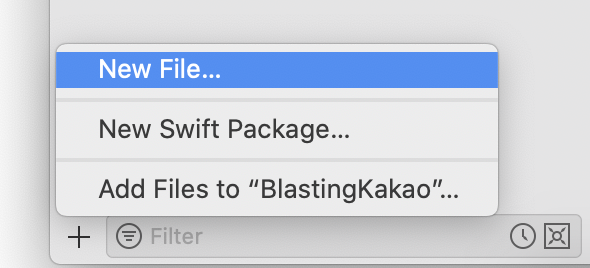 New File...
New Swift Package...
Add Files to “BlastingKakao”...
Filter